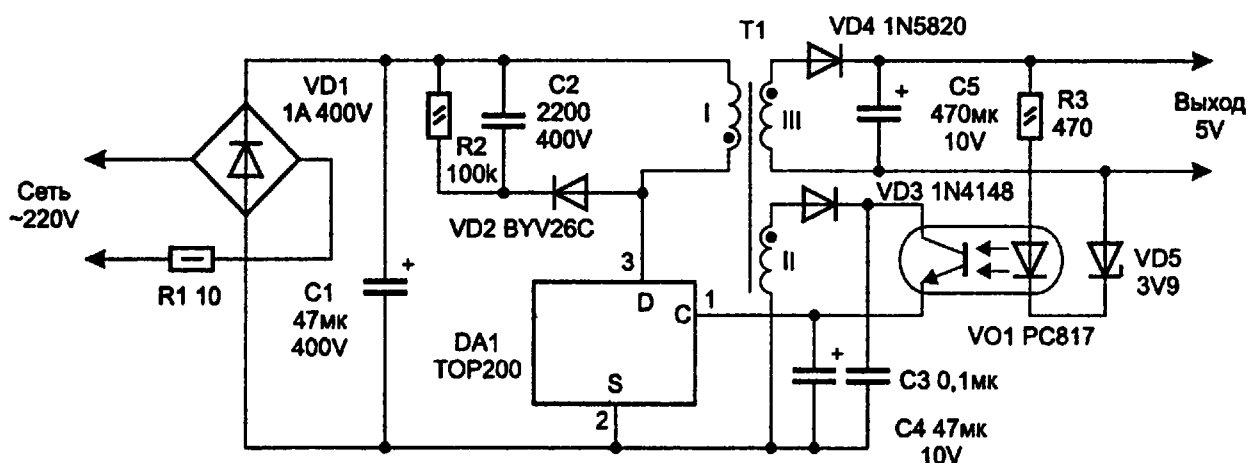 T1
VD4 1N5820
VD1
1A 400V
C2
2200
400V
R2
100k
I
III
+
C5
470мк
10V
R3
470
Выход
5V
Сеть
~220V
VD2 BYV26C
VD3 1N4148
II
R1 10
C1
47мк
400V
+
3
D
C
1
DA1
TOP200
S
2
+
VD5
3V9
VO1 PC817
C3 0,1мк
C4 47мк
10V